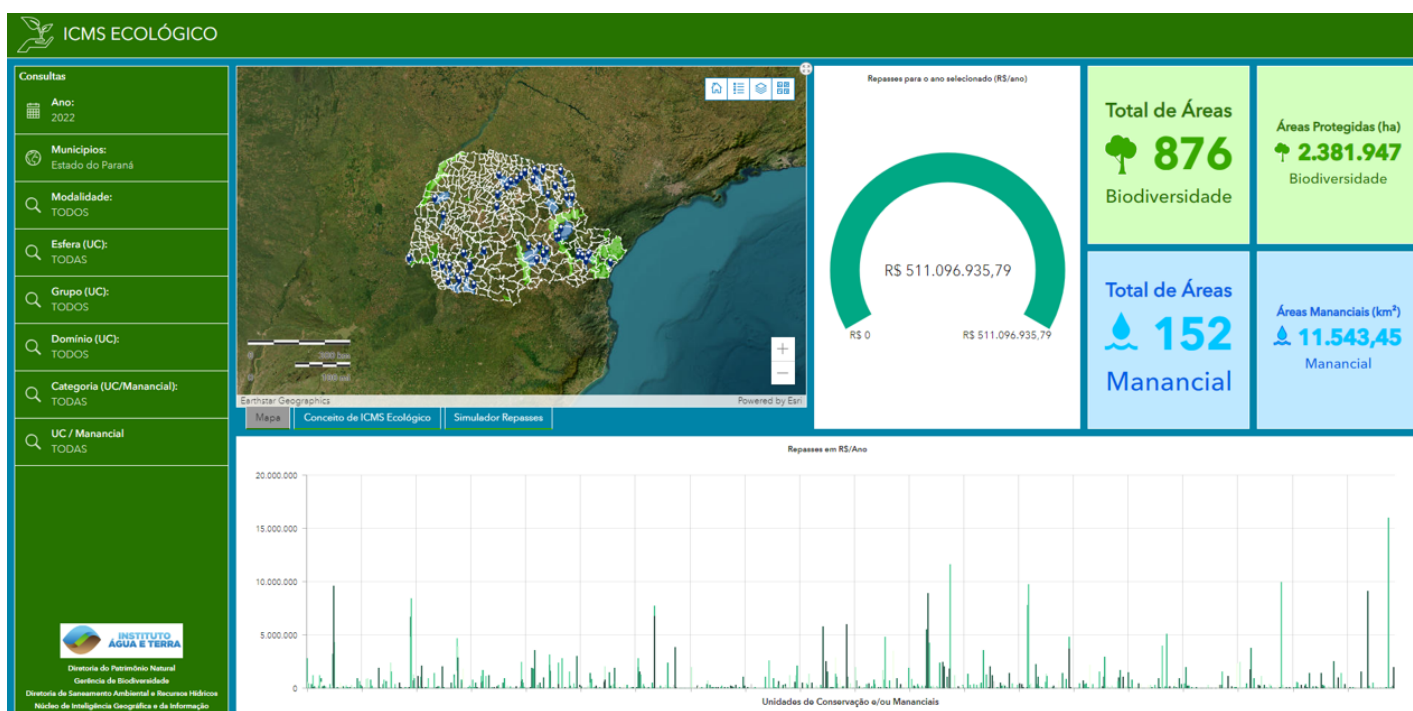 ICMS ECOLÓGICO
Consultas
Ano:
2022
Municípios:
Estado do Paraná
Modalidade:
TODOS
Esfera (UC):
TODAS
Grupo (UC):
TODOS
Domínio (UC):
TODOS
Categoria (UC/Manancial):
TODAS
UC / Manancial
TODAS
INSTITUTO
ÁGUA E TERRA
Diretoria do Patrimônio Natural
Gerência de Biodiversidade
Diretoria de Saneamento Ambiental e Recursos Hídricos
Núcleo de Inteligência Geográfica e da Informação
Earthstar Geographics
Powered by Esri
Mapa
Conceito de ICMS Ecológico
Simulador Repasses
Repasses para o ano selecionado (R$/ano)
R$ 511.096.935,79
R$ 0
R$ 511.096.935,79
Total de Áreas
876
Biodiversidade
Áreas Protegidas (ha)
2.381.947
Biodiversidade
Total de Áreas
152
Manancial
Áreas Mananciais (km²)
11.543,45
Manancial
Repasses em R$/Ano
20.000.000
15.000.000
10.000.000
5.000.000
0
Unidades de Conservação e/ou Mananciais